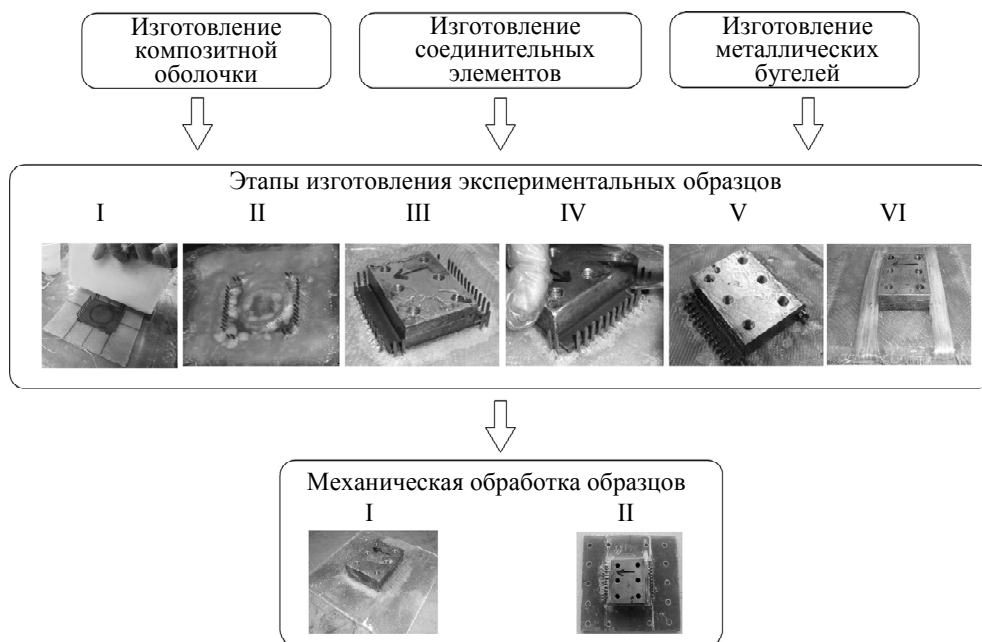 Изготовление
композитной
оболочки
Изготовление
соединительных
элементов
Изготовление
металлических
бугелей
Этапы изготовления экспериментальных образцов
I II III IV V VI
Механическая обработка образцов
I II